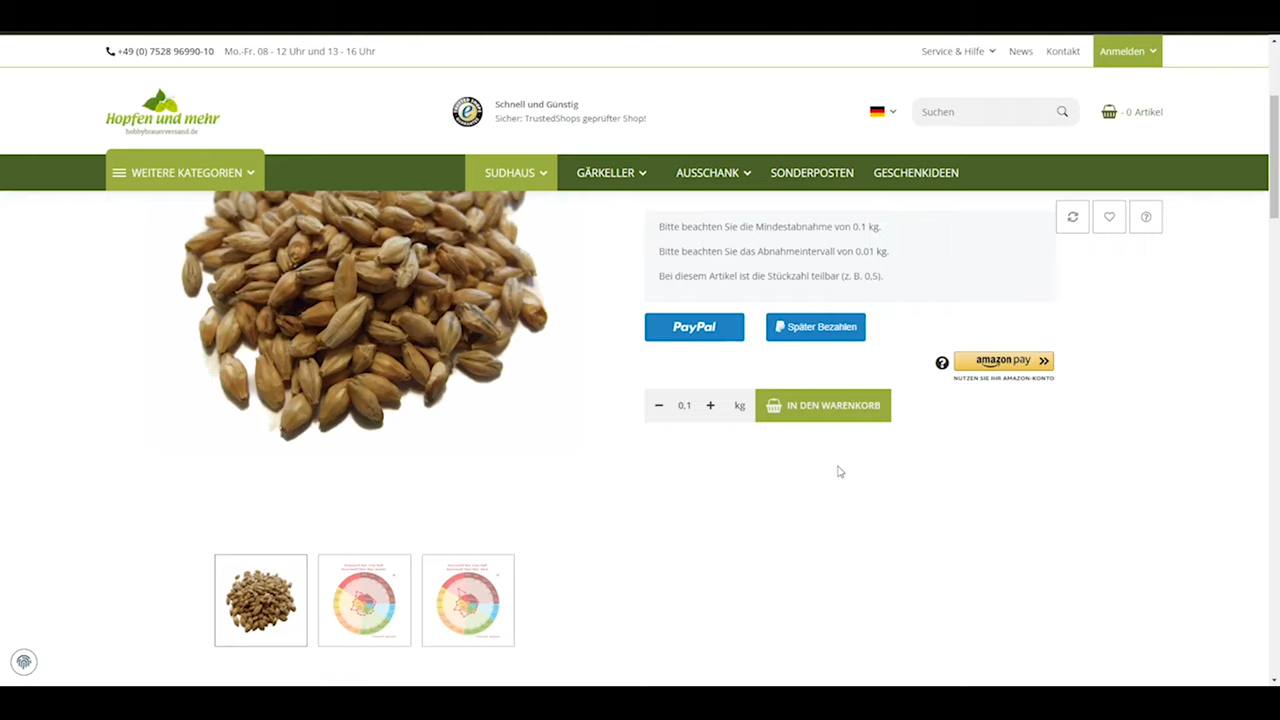 +49 (0) 7528 96990-10 Mo.-Fr. 08 - 12 Uhr und 13 - 16 Uhr
Service & Hilfe News Kontakt Anmelden
Hopfen und mehr
hobbybrauerversand.de
Schnell und Günstig
Sicher: TrustedShops geprüfter Shop!
Suchen
- 0 Artikel
WEITERE KATEGORIEN SUDHAUS GÄRKELLER AUSSCHANK SONDERPOSTEN GESCHENKIDEEN
Bitte beachten Sie die Mindestabnahme von 0.1 kg.
Bitte beachten Sie das Abnahmeintervall von 0.01 kg.
Bei diesem Artikel ist die Stückzahl teilbar (z. B. 0,5).
PayPal
Später Bezahlen
amazon pay
NUTZEN SIE IHR AMAZON-KONTO
− 0,1 + kg
IN DEN WARENKORB